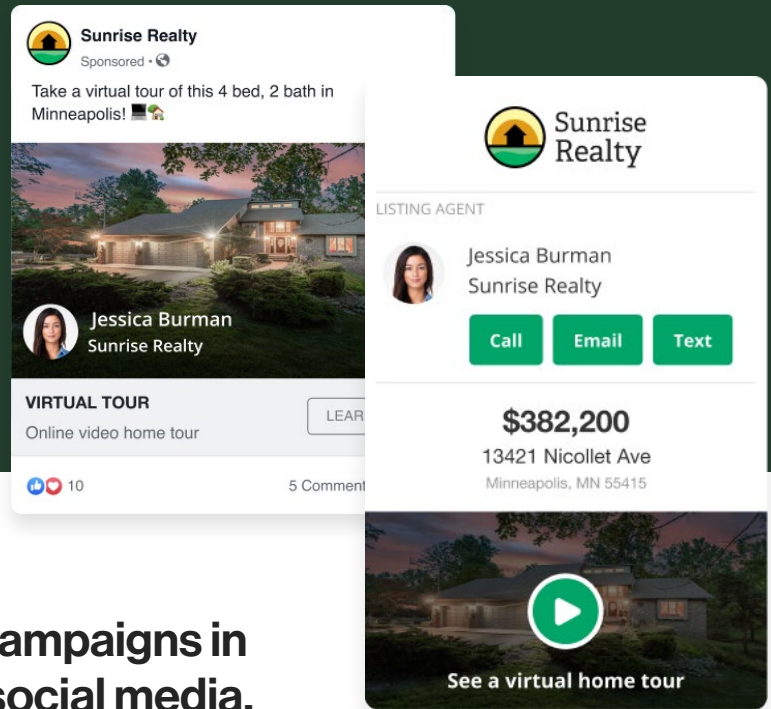 Sunrise Realty
Sponsored ·
Take a virtual tour of this 4 bed, 2 bath in
Minneapolis! 💻🏡
Jessica Burman
Sunrise Realty
VIRTUAL TOUR
Online video home tour
LEAR
10
5 Comment
Sunrise
Realty
LISTING AGENT
Jessica Burman
Sunrise Realty
Call
Email
Text
$382,200
13421 Nicollet Ave
Minneapolis, MN 55415
See a virtual home tour
ampaigns in
social media.